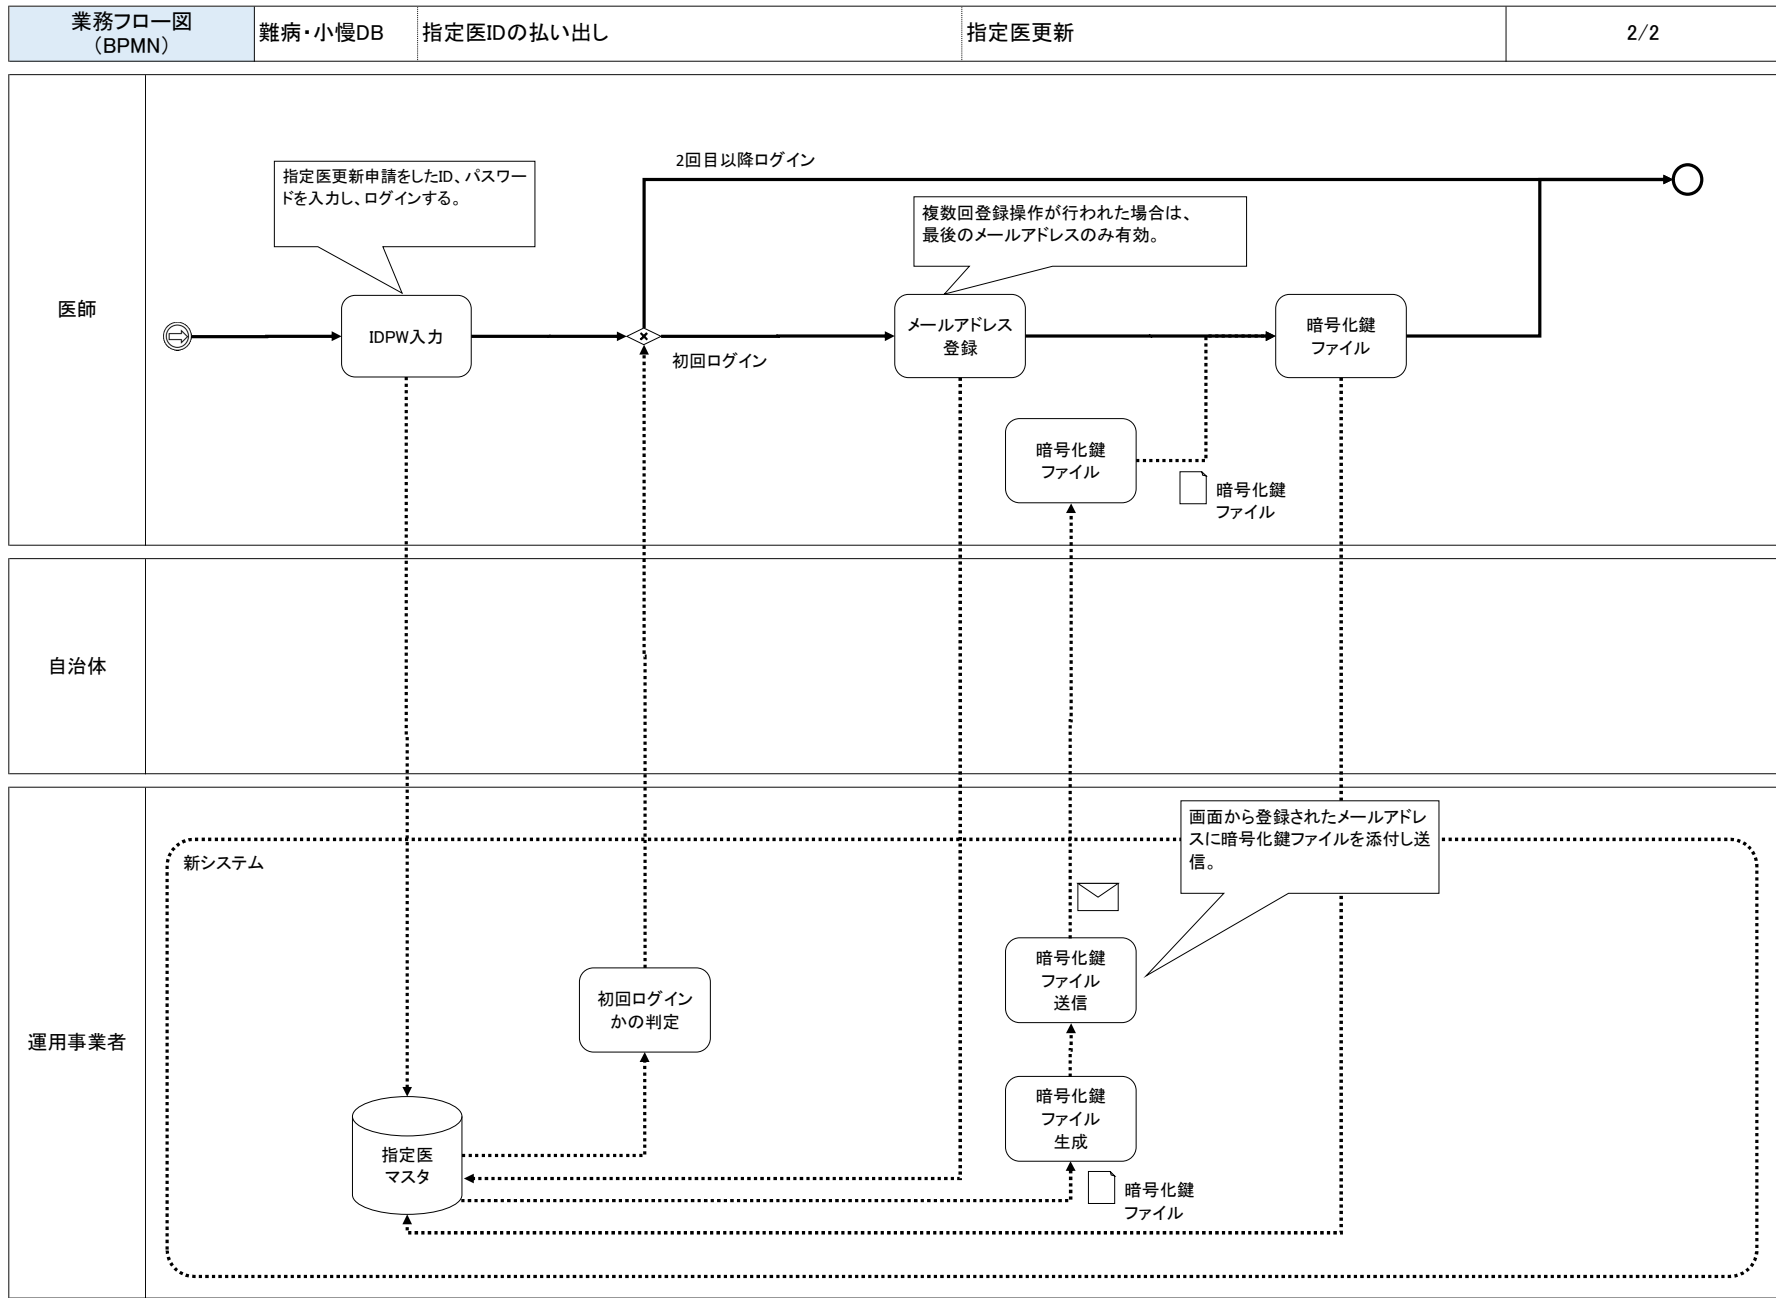 業務フロー図
（BPMN）
難病・小慢DB
指定医IDの払い出し
指定医更新
2/2
医師
指定医更新申請をしたID、パスワー
ドを入力し、ログインする。
2回目以降ログイン
複数回登録操作が行われた場合は、
最後のメールアドレスのみ有効。
IDPW入力
初回ログイン
メールアドレス
登録
暗号化鍵
ファイル
暗号化鍵
ファイル
暗号化鍵
ファイル
自治体
運用事業者
新システム
画面から登録されたメールアドレ
スに暗号化鍵ファイルを添付し送
信。
初回ログイン
かの判定
暗号化鍵
ファイル
送信
暗号化鍵
ファイル
生成
指定医
マスタ
暗号化鍵
ファイル